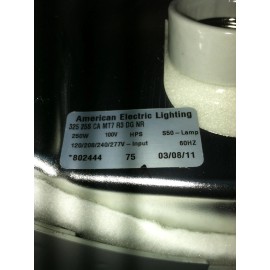 American Electric Lighting
325 25S CA MT7 R3 DG NR
250W 100V HPS S50-Lamp
120/208/240/277V-Input 60HZ
*802444 75 03/08/11